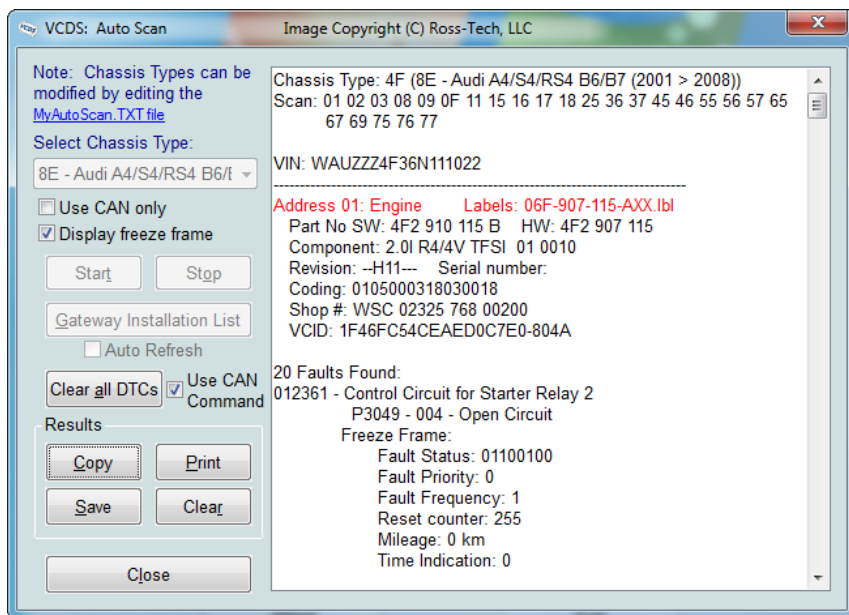 VCDS: Auto Scan
Image Copyright (C) Ross-Tech, LLC
Note: Chassis Types can be
modified by editing the
MyAutoScan.TXT file
Select Chassis Type:
8E - Audi A4/S4/RS4 B6/
Use CAN only
Display freeze frame
Start
Stop
Gateway Installation List
Auto Refresh
Clear all DTCs
Use CAN
Command
Results
Copy
Print
Save
Clear
Close
Chassis Type: 4F (8E - Audi A4/S4/RS4 B6/B7 (2001 > 2008))
Scan: 01 02 03 08 09 0F 11 15 16 17 18 25 36 37 45 46 55 56 57 65
67 69 75 76 77
VIN: WAUZZZ4F36N111022
Address 01: Engine Labels: 06F-907-115-AXX.lbl
Part No SW: 4F2 910 115 B HW: 4F2 907 115
Component: 2.0l R4/4V TFSI 01 0010
Revision: --H11--- Serial number:
Coding: 0105000318030018
Shop #: WSC 02325 768 00200
VCID: 1F46FC54CEAED0C7E0-804A
20 Faults Found:
012361 - Control Circuit for Starter Relay 2
P3049 - 004 - Open Circuit
Freeze Frame:
Fault Status: 01100100
Fault Priority: 0
Fault Frequency: 1
Reset counter: 255
Mileage: 0 km
Time Indication: 0